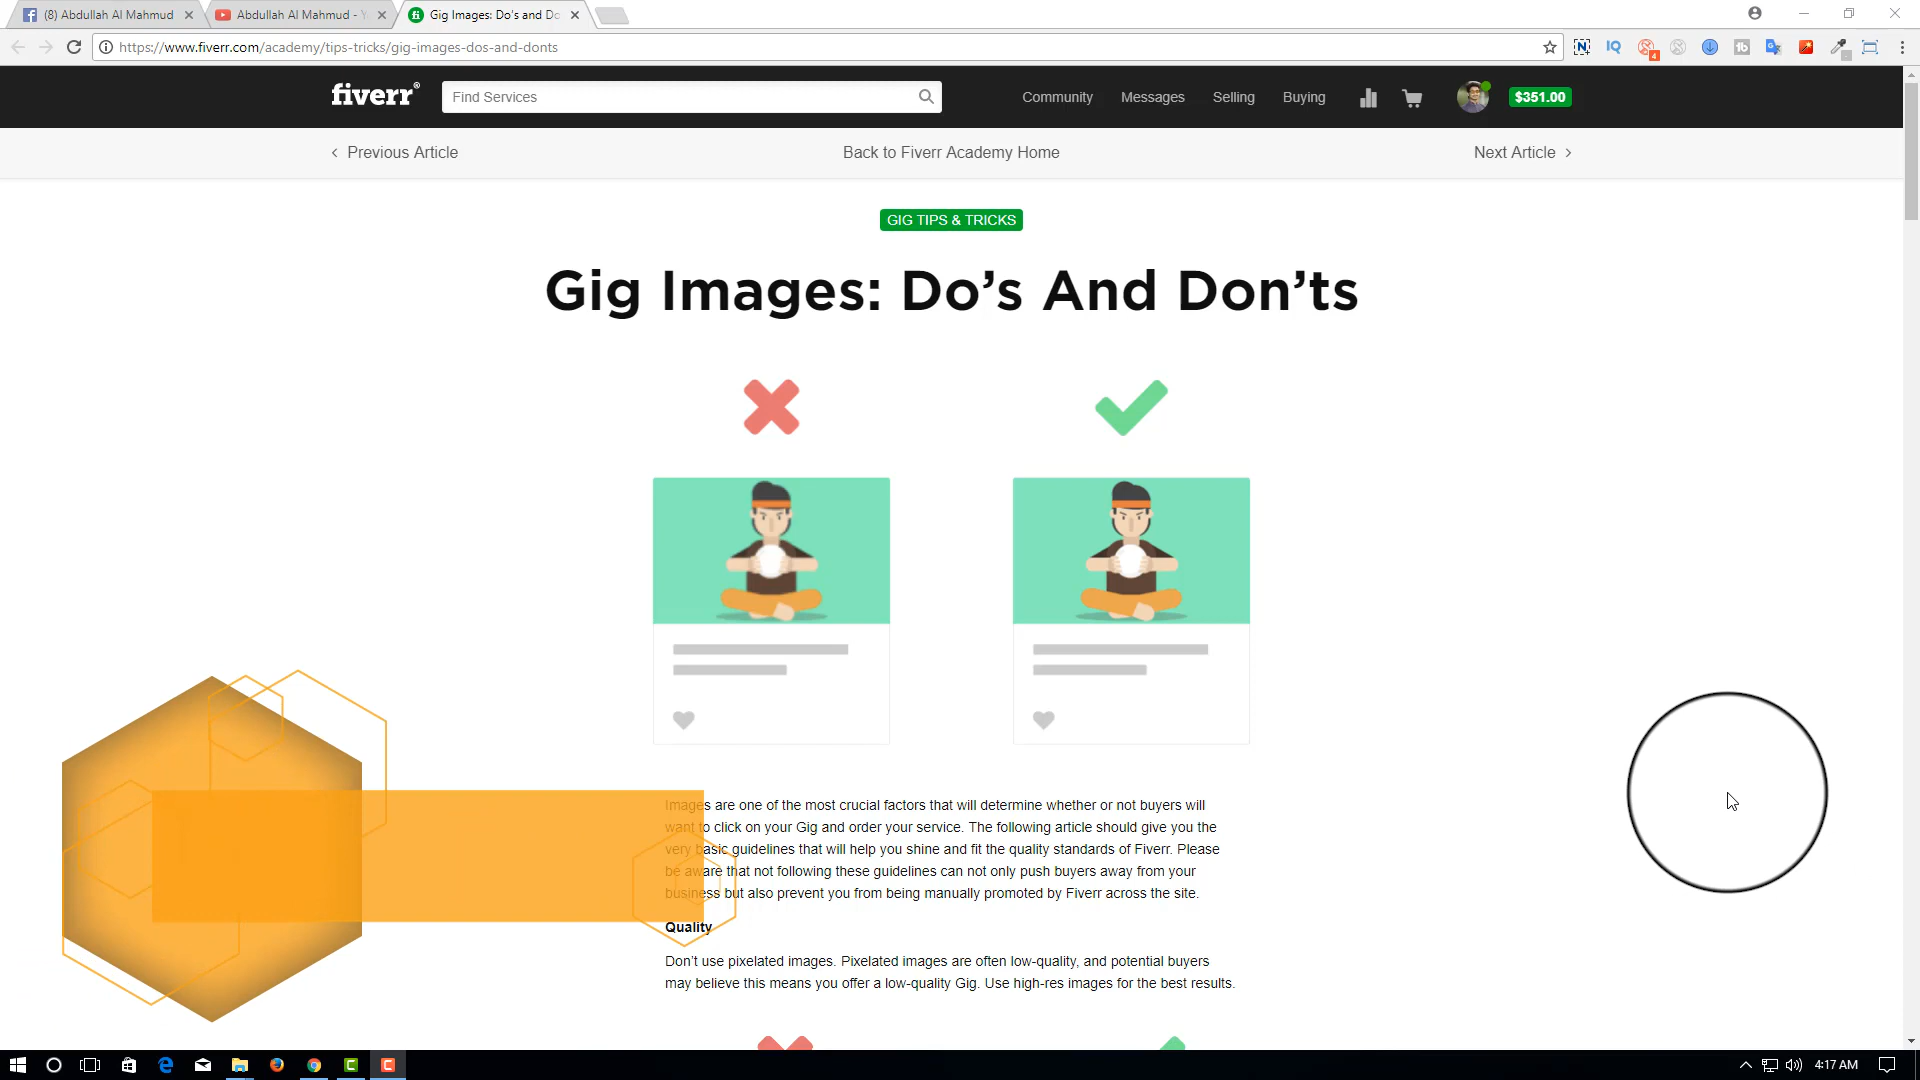 (8) Abdullah Al Mahmud
Abdullah Al Mahmud -
Gig Images: Do's and Do
https://www.fiverr.com/academy/tips-tricks/gig-images-dos-and-donts
fiverr®
Find Services
Community
Messages
Selling
Buying
$351.00
Previous Article
Back to Fiverr Academy Home
Next Article
GIG TIPS & TRICKS
Gig Images: Do’s And Don’ts
Images are one of the most crucial factors that will determine whether or not buyers will
want to click on your Gig and order your service. The following article should give you the
very basic guidelines that will help you shine and fit the quality standards of Fiverr. Please
be aware that not following these guidelines can not only push buyers away from your
business but also prevent you from being manually promoted by Fiverr across the site.
Quality
Don’t use pixelated images. Pixelated images are often low-quality, and potential buyers
may believe this means you offer a low-quality Gig. Use high-res images for the best results.
4:17 AM